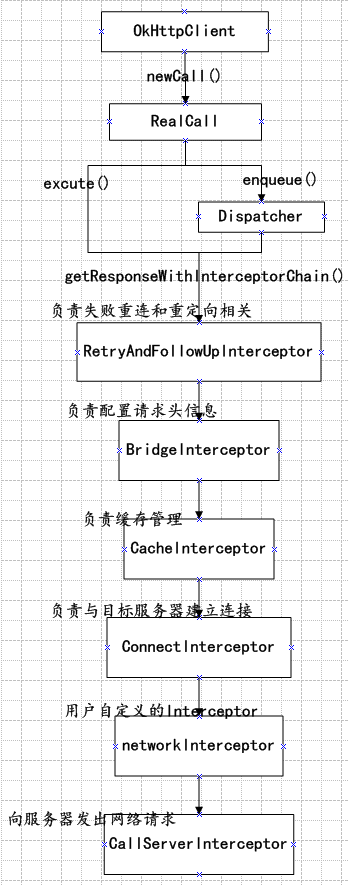 OkHttpClient
newCall()
RealCall
excute()
enqueue()
Dispatcher
getResponseWithInterceptorChain()
负责失败重连和重定向相关
RetryAndFollowUpInterceptor
负责配置请求头信息
BridgeInterceptor
负责缓存管理
CacheInterceptor
负责与目标服务器建立连接
ConnectInterceptor
用户自定义的Interceptor
networkInterceptor
向服务器发出网络请求
CallServerInterceptor